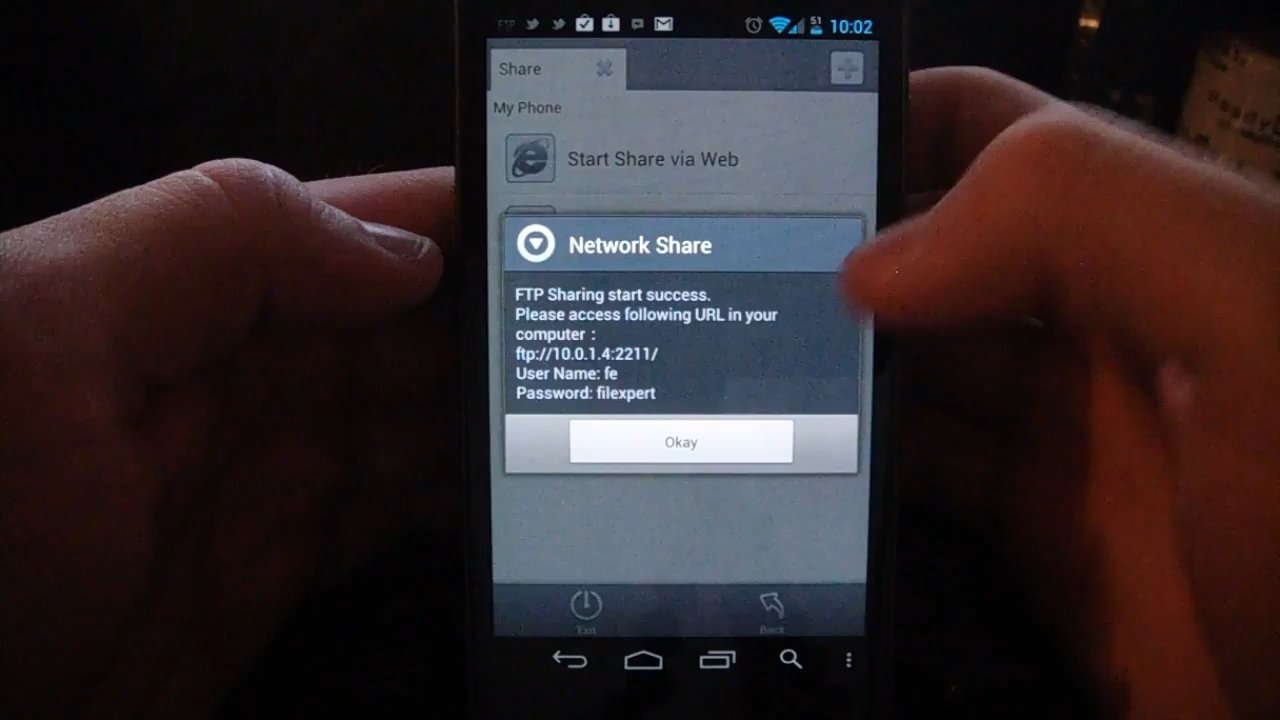 FTP
51
10:02
Share
My Phone
Start Share via Web
Network Share
FTP Sharing start success.
Please access following URL in your
computer :
ftp://10.0.1.4:2211/
User Name: fe
Password: filexpert
Okay
Exit
Back